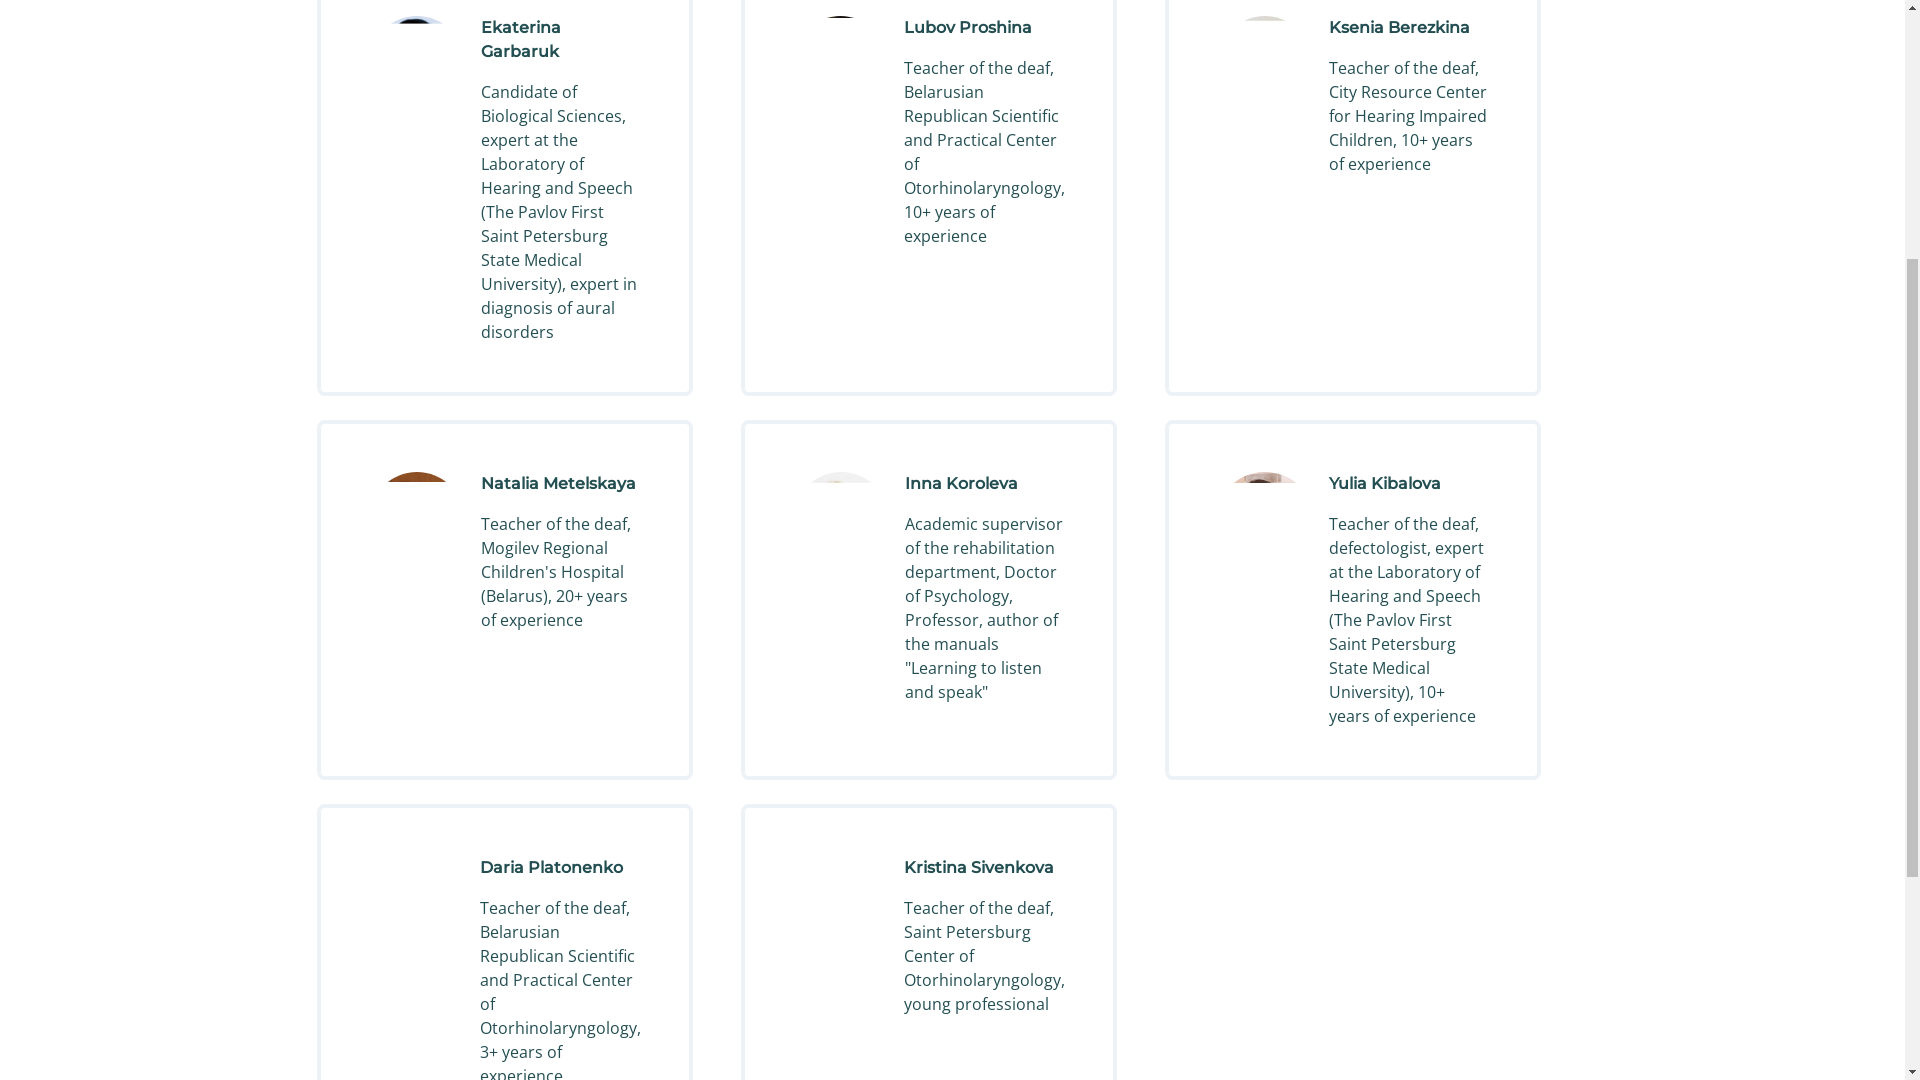 Ekaterina
Garbaruk
Candidate of
Biological Sciences,
expert at the
Laboratory of
Hearing and Speech
(The Pavlov First
Saint Petersburg
State Medical
University), expert in
diagnosis of aural
disorders
Lubov Proshina
Teacher of the deaf,
Belarusian
Republican Scientific
and Practical Center
of
Otorhinolaryngology,
10+ years of
experience
Ksenia Berezkina
Teacher of the deaf,
City Resource Center
for Hearing Impaired
Children, 10+ years
of experience
Natalia Metelskaya
Teacher of the deaf,
Mogilev Regional
Children's Hospital
(Belarus), 20+ years
of experience
Inna Koroleva
Academic supervisor
of the rehabilitation
department, Doctor
of Psychology,
Professor, author of
the manuals
"Learning to listen
and speak"
Yulia Kibalova
Teacher of the deaf,
defectologist, expert
at the Laboratory of
Hearing and Speech
(The Pavlov First
Saint Petersburg
State Medical
University), 10+
years of experience
Daria Platonenko
Teacher of the deaf,
Belarusian
Republican Scientific
and Practical Center
of
Otorhinolaryngology,
3+ years of
experience
Kristina Sivenkova
Teacher of the deaf,
Saint Petersburg
Center of
Otorhinolaryngology,
young professional